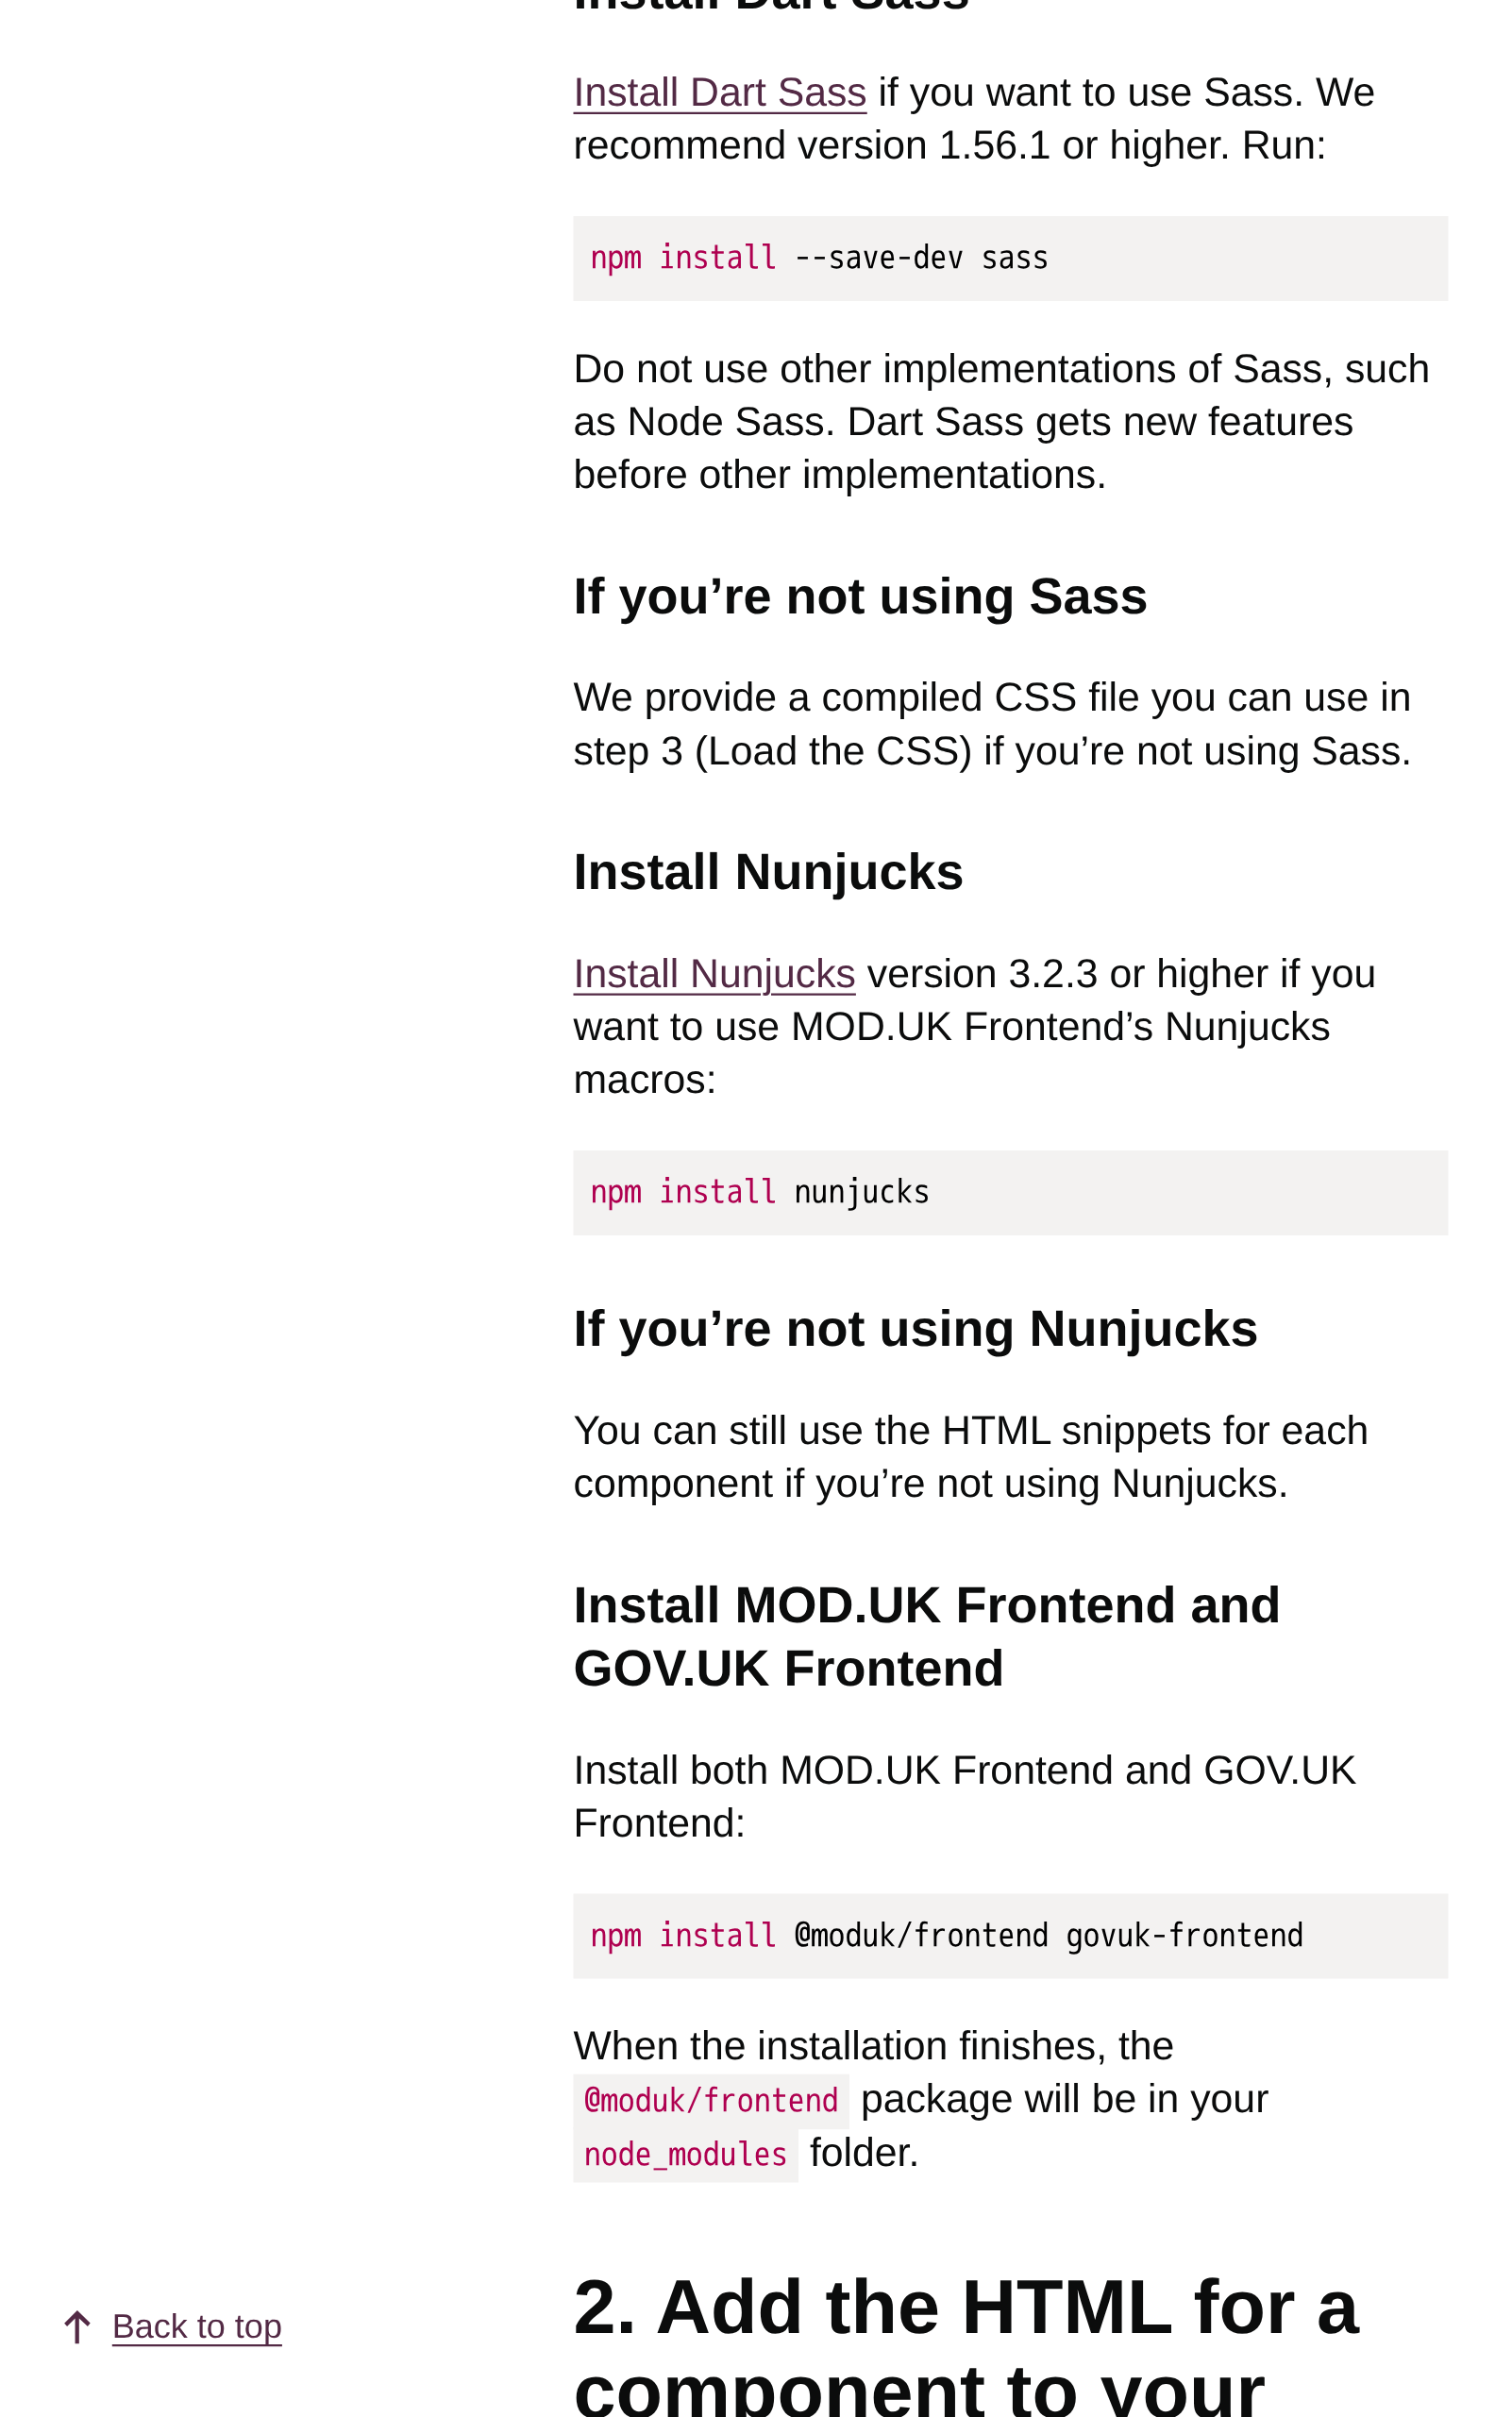 Install Dart Sass
Install Dart Sass if you want to use Sass. We
recommend version 1.56.1 or higher. Run:
npm install --save-dev sass
Do not use other implementations of Sass, such
as Node Sass. Dart Sass gets new features
before other implementations.
If you’re not using Sass
We provide a compiled CSS file you can use in
step 3 (Load the CSS) if you’re not using Sass.
Install Nunjucks
Install Nunjucks version 3.2.3 or higher if you
want to use MOD.UK Frontend’s Nunjucks
macros:
npm install nunjucks
If you’re not using Nunjucks
You can still use the HTML snippets for each
component if you’re not using Nunjucks.
Install MOD.UK Frontend and
GOV.UK Frontend
Install both MOD.UK Frontend and GOV.UK
Frontend:
npm install @moduk/frontend govuk-frontend
When the installation finishes, the
@moduk/frontend package will be in your
node_modules folder.
2. Add the HTML for a
component to your
↑ Back to top